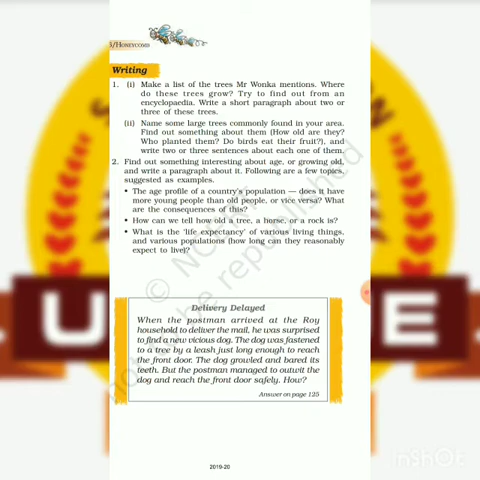 8/HONEYCOMB
Writing
1. (i) Make a list of the trees Mr Wonka mentions. Where
do these trees grow? Try to find out from an
encyclopaedia. Write a short paragraph about two or
three of these trees.
(ii) Name some large trees commonly found in your area.
Find out something about them (How old are they?
Who planted them? Do birds eat their fruit?), and
write two or three sentences about each one of them.
2. Find out something interesting about age, or growing old,
and write a paragraph about it. Following are a few topics,
suggested as examples.
• The age profile of a country's population — does it have
more young people than old people, or vice versa? What
are the consequences of this?
• How can we tell how old a tree, a horse, or a rock is?
• What is the 'life expectancy' of various living things,
and various populations (how long can they reasonably
expect to live)?
© NCERT
be republished
Delivery Delayed
When the postman arrived at the Roy
household to deliver the mail, he was surprised
to find a new vicious dog. The dog was fastened
to a tree by a leash just long enough to reach
the front door. The dog growled and bared its
teeth. But the postman managed to outwit the
dog and reach the front door safely. How?
Answer on page 125
U
E
InShOt
2019-20